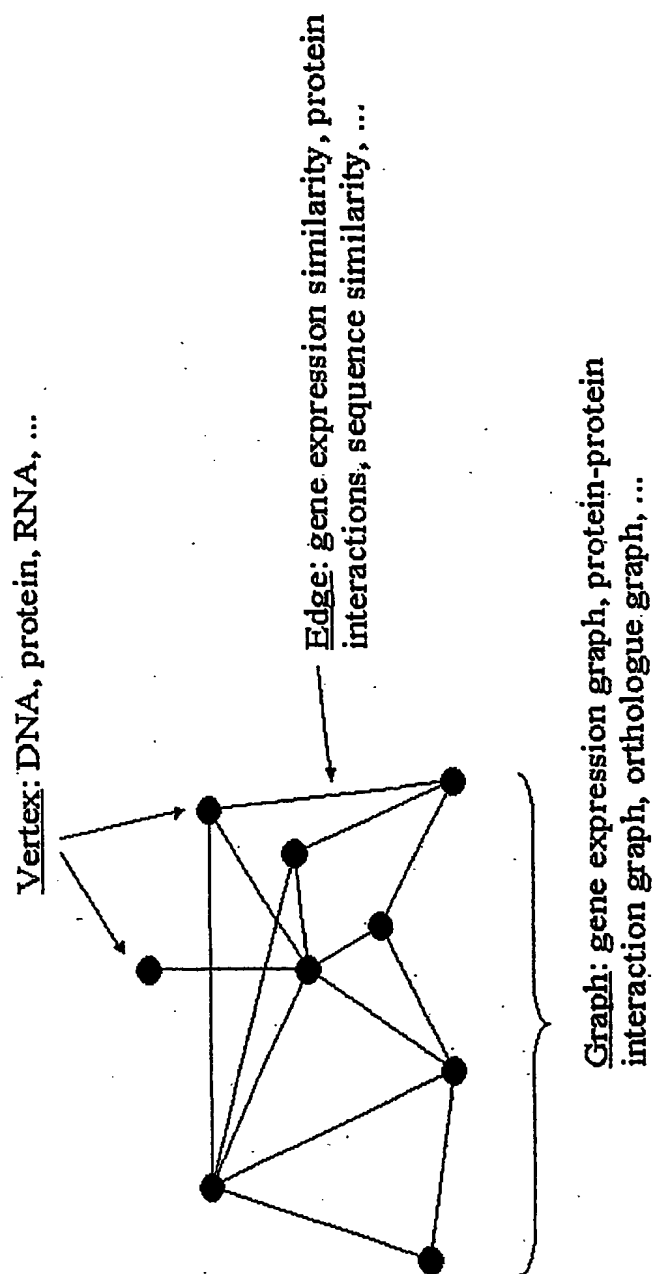 Vertex: DNA, protein, RNA, ...
Edge: gene expression similarity, protein
interactions, sequence similarity, ...
Graph: gene expression graph, protein-protein
interaction graph, orthologue graph, ...